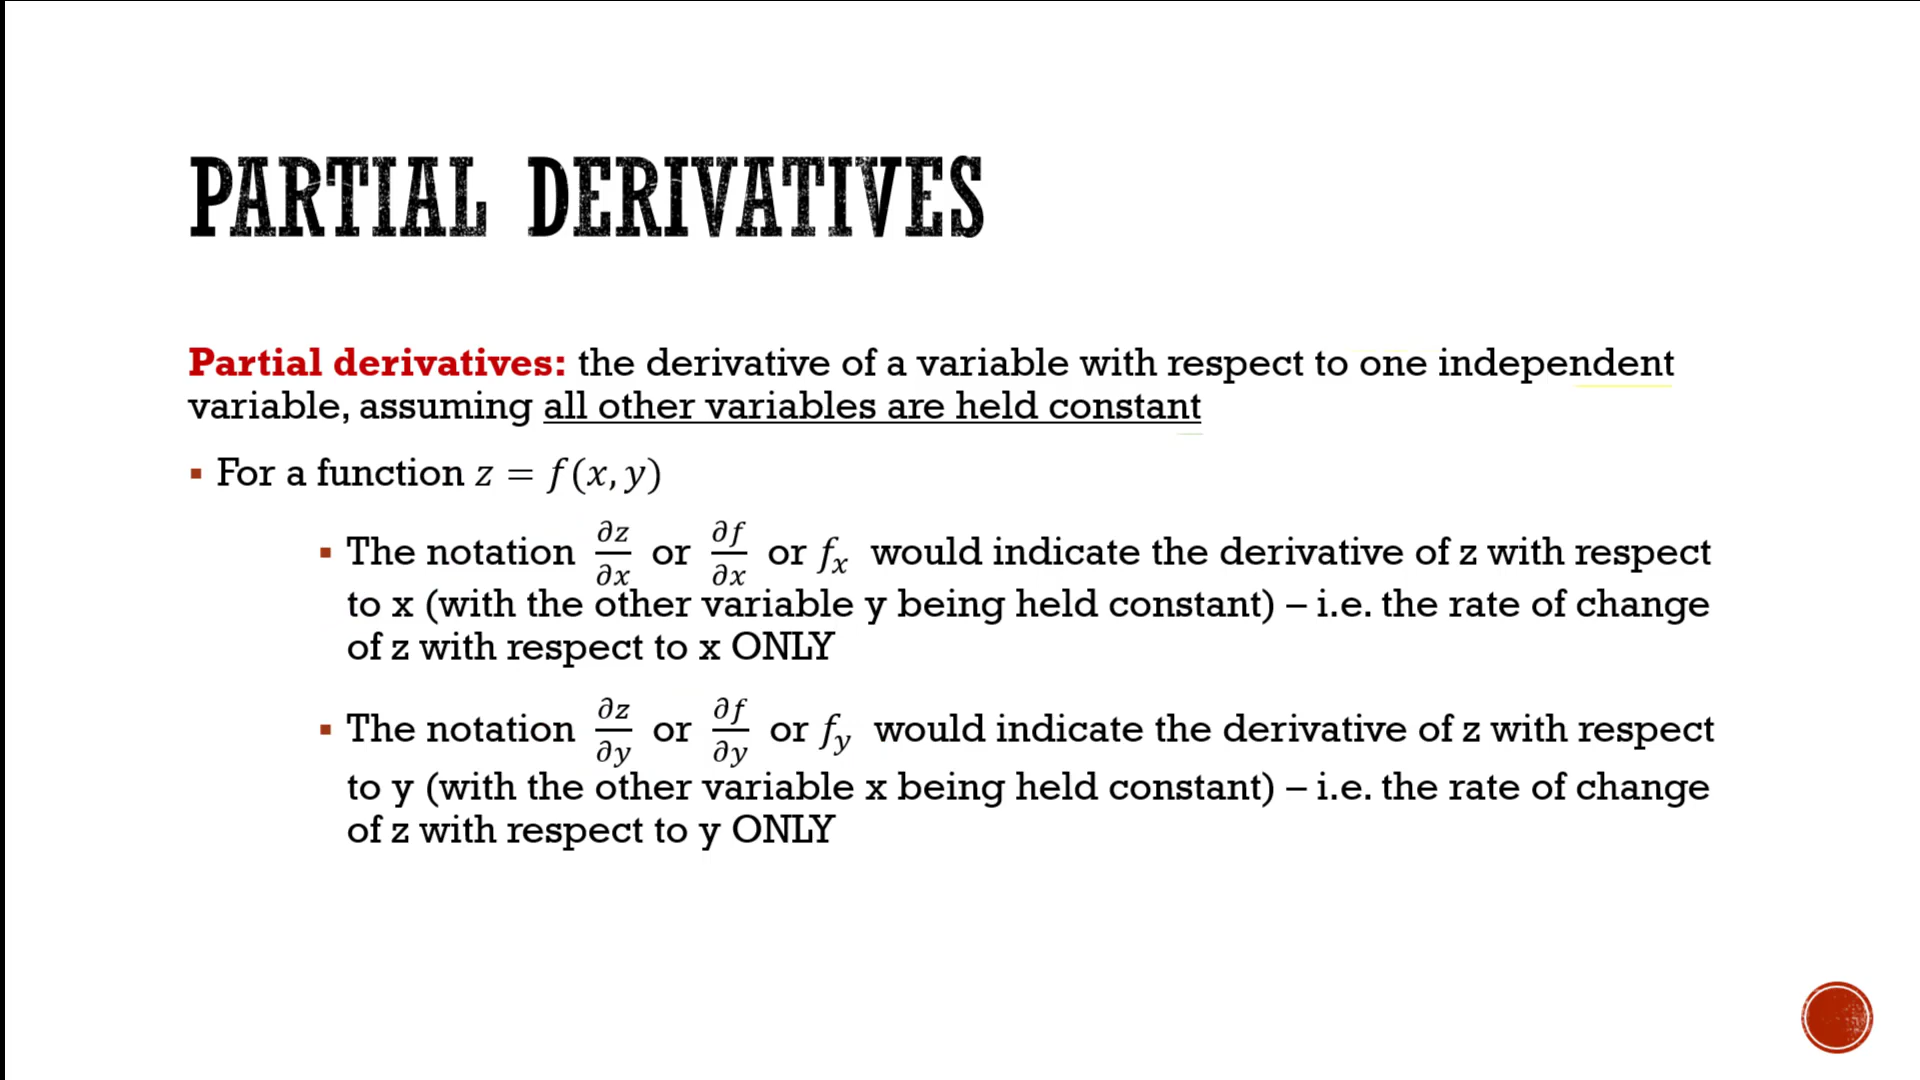 PARTIAL DERIVATIVES
Partial derivatives: the derivative of a variable with respect to one independent
variable, assuming all other variables are held constant
▪ For a function z = f(x, y)
▪ The notation ∂z/∂x or ∂f/∂x or fₓ would indicate the derivative of z with respect
to x (with the other variable y being held constant) – i.e. the rate of change
of z with respect to x ONLY
▪ The notation ∂z/∂y or ∂f/∂y or f_y would indicate the derivative of z with respect
to y (with the other variable x being held constant) – i.e. the rate of change
of z with respect to y ONLY